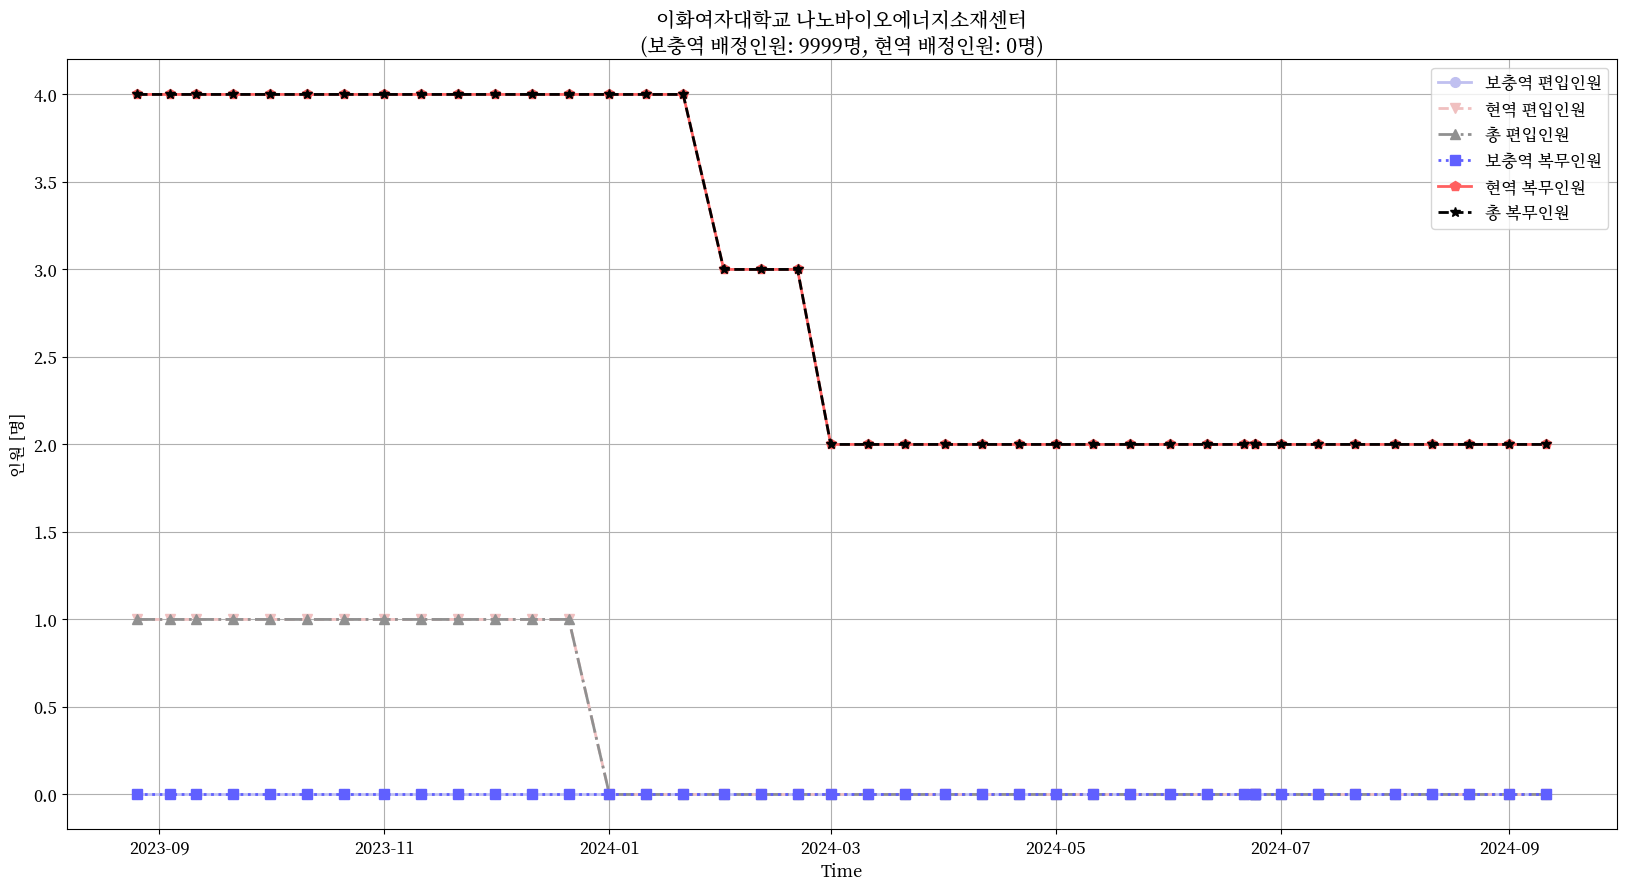 이화여자대학교 나노바이오에너지소재센터
(보충역 배정인원: 9999명, 현역 배정인원: 0명)
4.0
3.5
3.0
2.5
2.0
1.5
1.0
0.5
0.0
인원 [명]
보충역 편입인원
현역 편입인원
총 편입인원
보충역 복무인원
현역 복무인원
총 복무인원
2023-09
2023-11
2024-01
2024-03
2024-05
2024-07
2024-09
Time